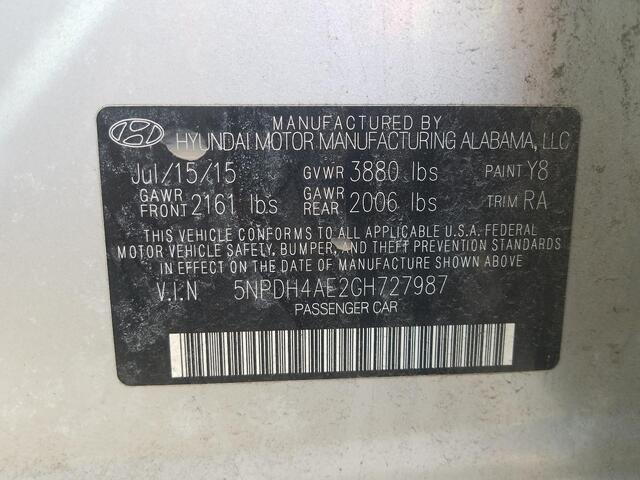 MANUFACTURED BY
HYUNDAI MOTOR MANUFACTURING ALABAMA, LLC
Jul/15/15 GVWR 3880 lbs PAINT Y8
GAWR FRONT 2161 lbs GAWR REAR 2006 lbs TRIM RA
THIS VEHICLE CONFORMS TO ALL APPLICABLE U.S.A. FEDERAL
MOTOR VEHICLE SAFETY, BUMPER, AND THEFT PREVENTION STANDARDS
IN EFFECT ON THE DATE OF MANUFACTURE SHOWN ABOVE.
V.I.N 5NPDH4AE2GH727987
PASSENGER CAR